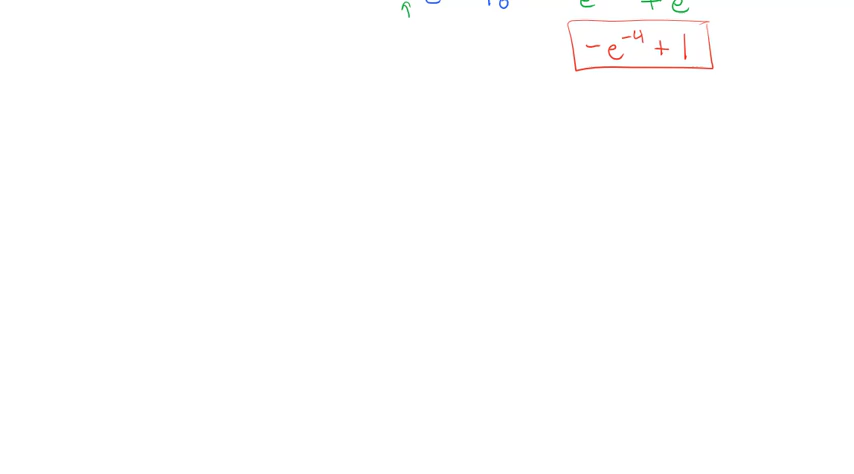 e + e
-e^{-4} + 1